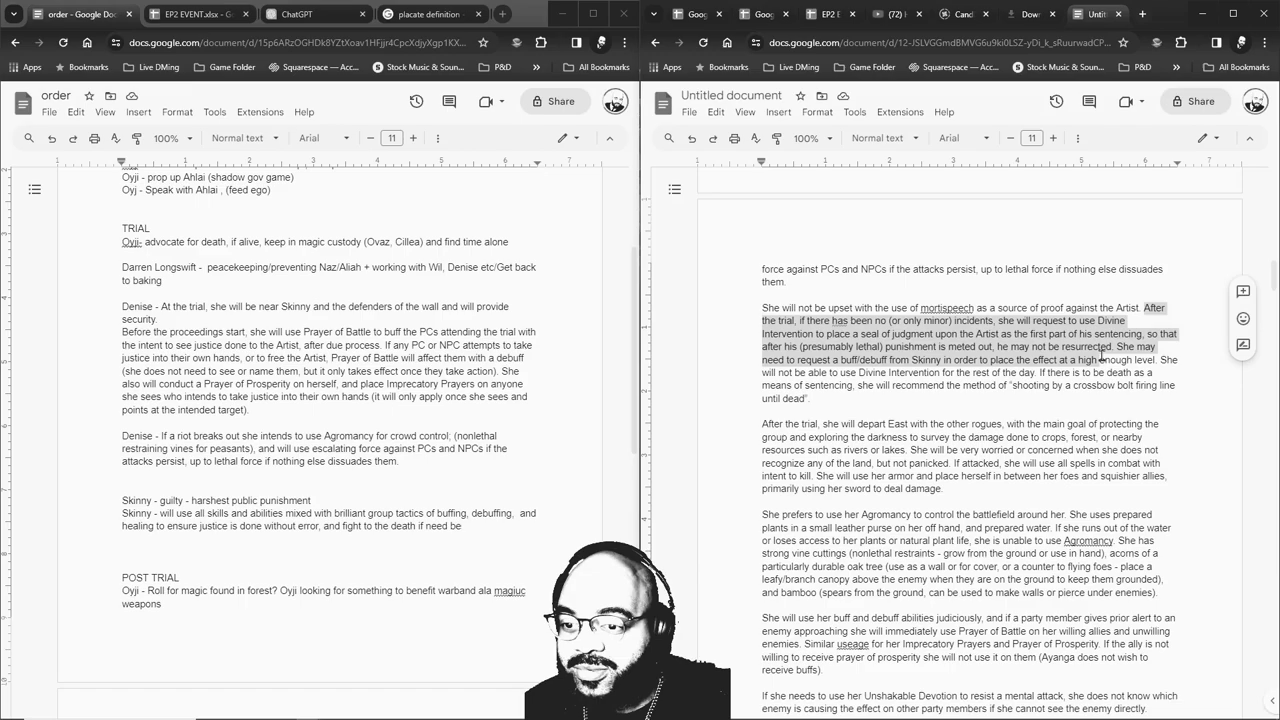 order
EP2 EVENT.xlsx - Gc
ChatGPT
placate definition -
docs.google.com/document/d/15p6ARzOGHDk8YZtXoav1HFjjr4CpcXdjyXgp1KX...
Apps
Bookmarks
Live DMing
Game Folder
Squarespace — Acc...
Stock Music & Soun...
P&D
All Bookmarks
order
File Edit View Insert Format Tools Extensions Help
Share
100%
Normal text
Arial
11
Oyji - prop up Ahlai (shadow gov game)
Oyj - Speak with Ahlai , (feed ego)
TRIAL
Oyji- advocate for death, if alive, keep in magic custody (Ovaz, Cillea) and find time alone
Darren Longswift - peacekeeping/preventing Naz/Aliah + working with Wil, Denise etc/Get back
to baking
Denise - At the trial, she will be near Skinny and the defenders of the wall and will provide
security.
Before the proceedings start, she will use Prayer of Battle to buff the PCs attending the trial with
the intent to see justice done to the Artist, after due process. If any PC or NPC attempts to take
justice into their own hands, or to free the Artist, Prayer of Battle will affect them with a debuff
(she does not need to see or name them, but it only takes effect once they take action). She
also will conduct a Prayer of Prosperity on herself, and place Imprecatory Prayers on anyone
she sees who intends to take justice into their own hands (it will only apply once she sees and
points at the intended target).
Denise - If a riot breaks out she intends to use Agromancy for crowd control; (nonlethal
restraining vines for peasants), and will use escalating force against PCs and NPCs if the
attacks persist, up to lethal force if nothing else dissuades them.
Skinny - guilty - harshest public punishment
Skinny - will use all skills and abilities mixed with brilliant group tactics of buffing, debuffing, and
healing to ensure justice is done without error, and fight to the death if need be
POST TRIAL
Oyji - Roll for magic found in forest? Oyji looking for something to benefit warband ala magiuc
weapons
Goog
Goog
EP2 E
(72) H
Candl
Down
Untit
docs.google.com/document/d/12-JSLVGGmdBMVG6u9ki0LSZ-yDi_k_sRuurwadCP...
Apps
Bookmarks
Live DMing
Game Folder
Squarespace — Acc...
Stock Music & Soun...
P&D
All Bookmarks
Untitled document
File Edit View Insert Format Tools Extensions Help
Share
100%
Normal text
Arial
11
force against PCs and NPCs if the attacks persist, up to lethal force if nothing else dissuades
them.
She will not be upset with the use of mortispeech as a source of proof against the Artist. After
the trial, if there has been no (or only minor) incidents, she will request to use Divine
Intervention to place a seal of judgment upon the Artist as the first part of his sentencing, so that
after his (presumably lethal) punishment is meted out, he may not be resurrected. She may
need to request a buff/debuff from Skinny in order to place the effect at a high enough level. She
will not be able to use Divine Intervention for the rest of the day. If there is to be death as a
means of sentencing, she will recommend the method of “shooting by a crossbow bolt firing line
until dead”.
After the trial, she will depart East with the other rogues, with the main goal of protecting the
group and exploring the darkness to survey the damage done to crops, forest, or nearby
resources such as rivers or lakes. She will be very worried or concerned when she does not
recognize any of the land, but not panicked. If attacked, she will use all spells in combat with
intent to kill. She will use her armor and place herself in between her foes and squishier allies,
primarily using her sword to deal damage.
She prefers to use her Agromancy to control the battlefield around her. She uses prepared
plants in a small leather purse on her off hand, and prepared water. If she runs out of the water
or loses access to her plants or natural plant life, she is unable to use Agromancy. She has
strong vine cuttings (nonlethal restraints - grow from the ground or use in hand), acorns of a
particularly durable oak tree (use as a wall or for cover, or a counter to flying foes - place a
leafy/branch canopy above the enemy when they are on the ground to keep them grounded),
and bamboo (spears from the ground, can be used to make walls or pierce under enemies).
She will use her buff and debuff abilities judiciously, and if a party member gives prior alert to an
enemy approaching she will immediately use Prayer of Battle on her willing allies and unwilling
enemies. Similar useage for her Imprecatory Prayers and Prayer of Prosperity. If the ally is not
willing to receive prayer of prosperity she will not use it on them (Ayanga does not wish to
receive buffs).
If she needs to use her Unshakable Devotion to resist a mental attack, she does not know which
enemy is causing the effect on other party members if she cannot see the enemy directly.